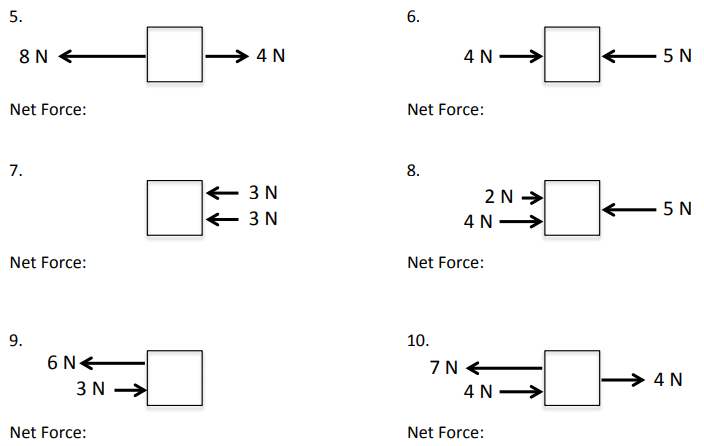 5.
8 N 4 N
Net Force:
6.
4 N 5 N
Net Force:
7.
3 N
3 N
Net Force:
8.
2 N
4 N 5 N
Net Force:
9.
6 N
3 N
Net Force:
10.
7 N
4 N 4 N
Net Force: